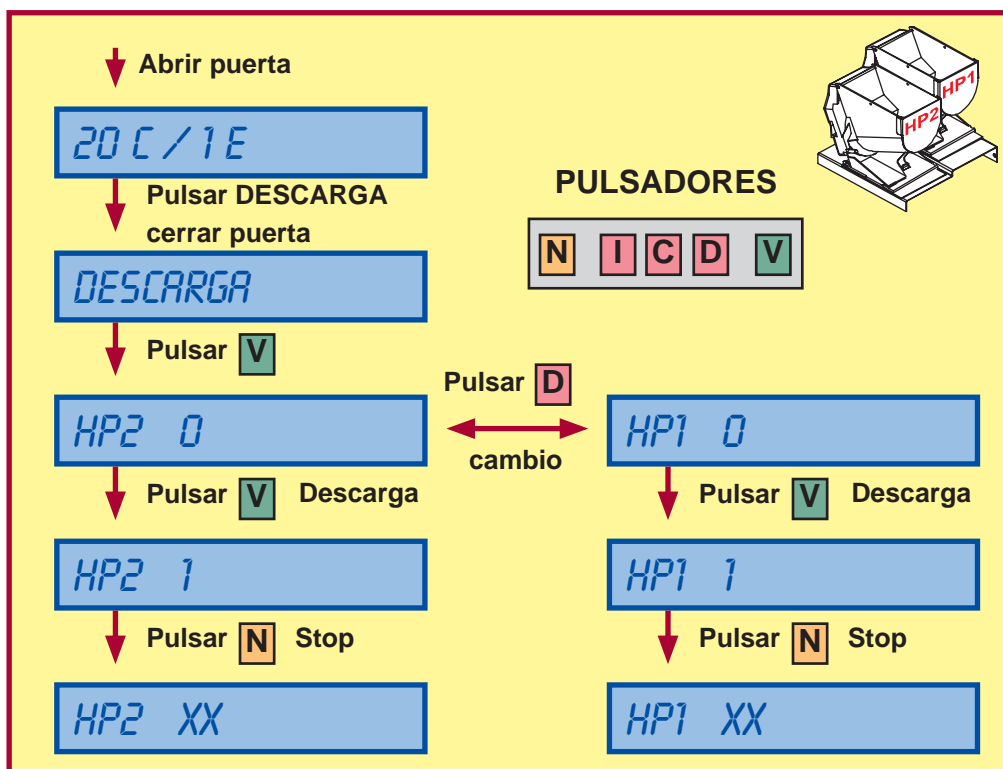 Abrir puerta
HP1
HP2
20 C / 1 E
Pulsar DESCARGA
cerrar puerta
PULSADORES
N I C D V
DESCARGA
Pulsar V
Pulsar D
cambio
HP2 0
HP1 0
Pulsar V Descarga
Pulsar V Descarga
HP2 1
HP1 1
Pulsar N Stop
Pulsar N Stop
HP2 XX
HP1 XX